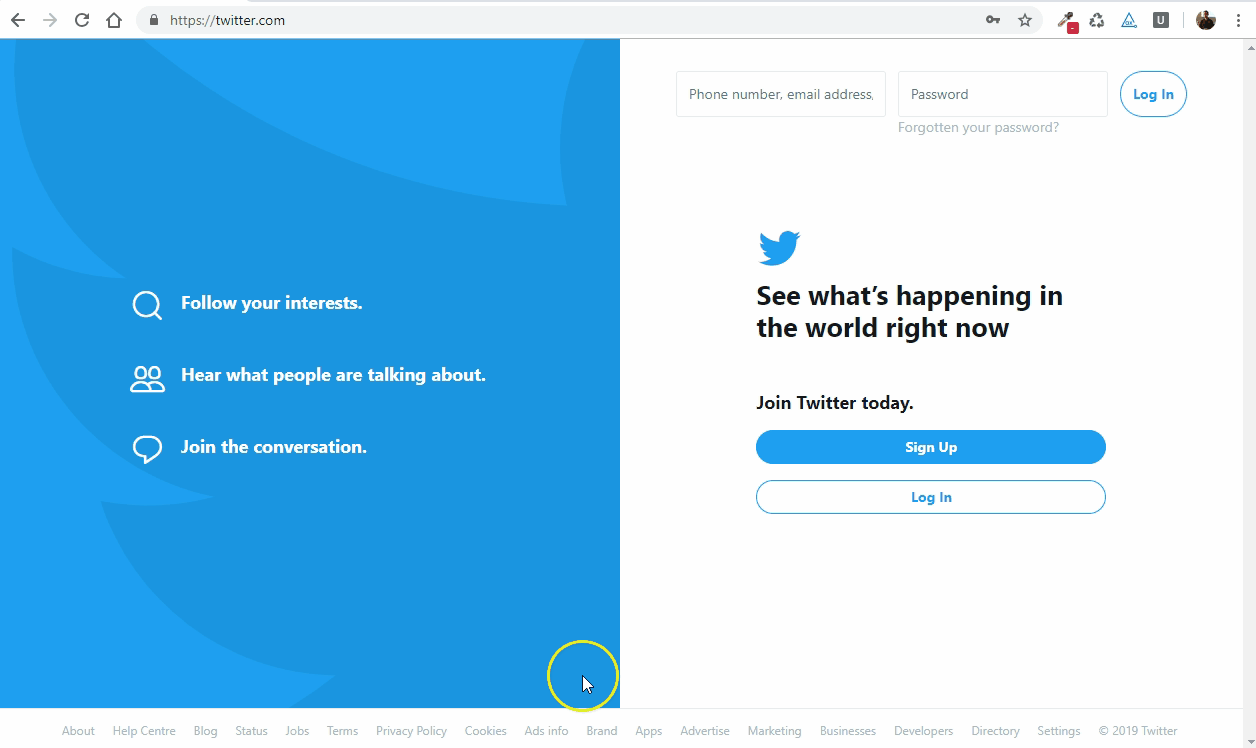 https://twitter.com
U
Phone number, email address,
Password
Log In
Forgotten your password?
Follow your interests.
Hear what people are talking about.
Join the conversation.
See what’s happening in
the world right now
Join Twitter today.
Sign Up
Log In
About Help Centre Blog Status Jobs Terms Privacy Policy Cookies Ads info Brand Apps Advertise Marketing Businesses Developers Directory Settings © 2019 Twitter